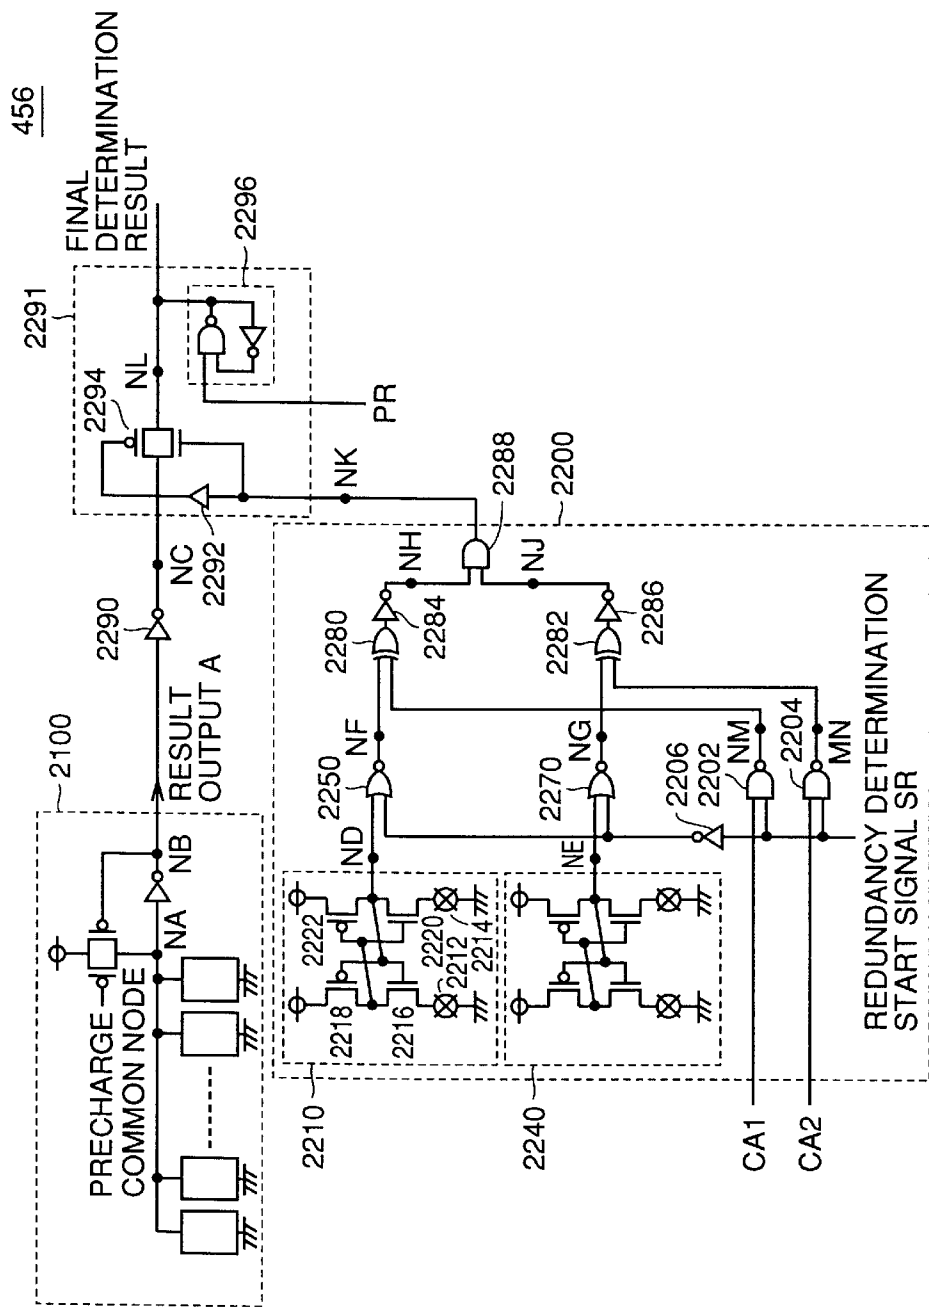 456
FINAL
DETERMINATION
RESULT
2291
2296
2294
NL
PR
NK
2292
NC
2290
RESULT
OUTPUT A
2100
NB
NA
PRECHARGE
COMMON NODE
2200
2288
NH
NJ
2280
2284
2282
2286
NF
NG
NM
MN
2250
2270
2206
2202
2204
ND
NE
2222
2220
2212
2214
2218
2216
2210
2240
CA1
CA2
REDUNDANCY DETERMINATION
START SIGNAL SR